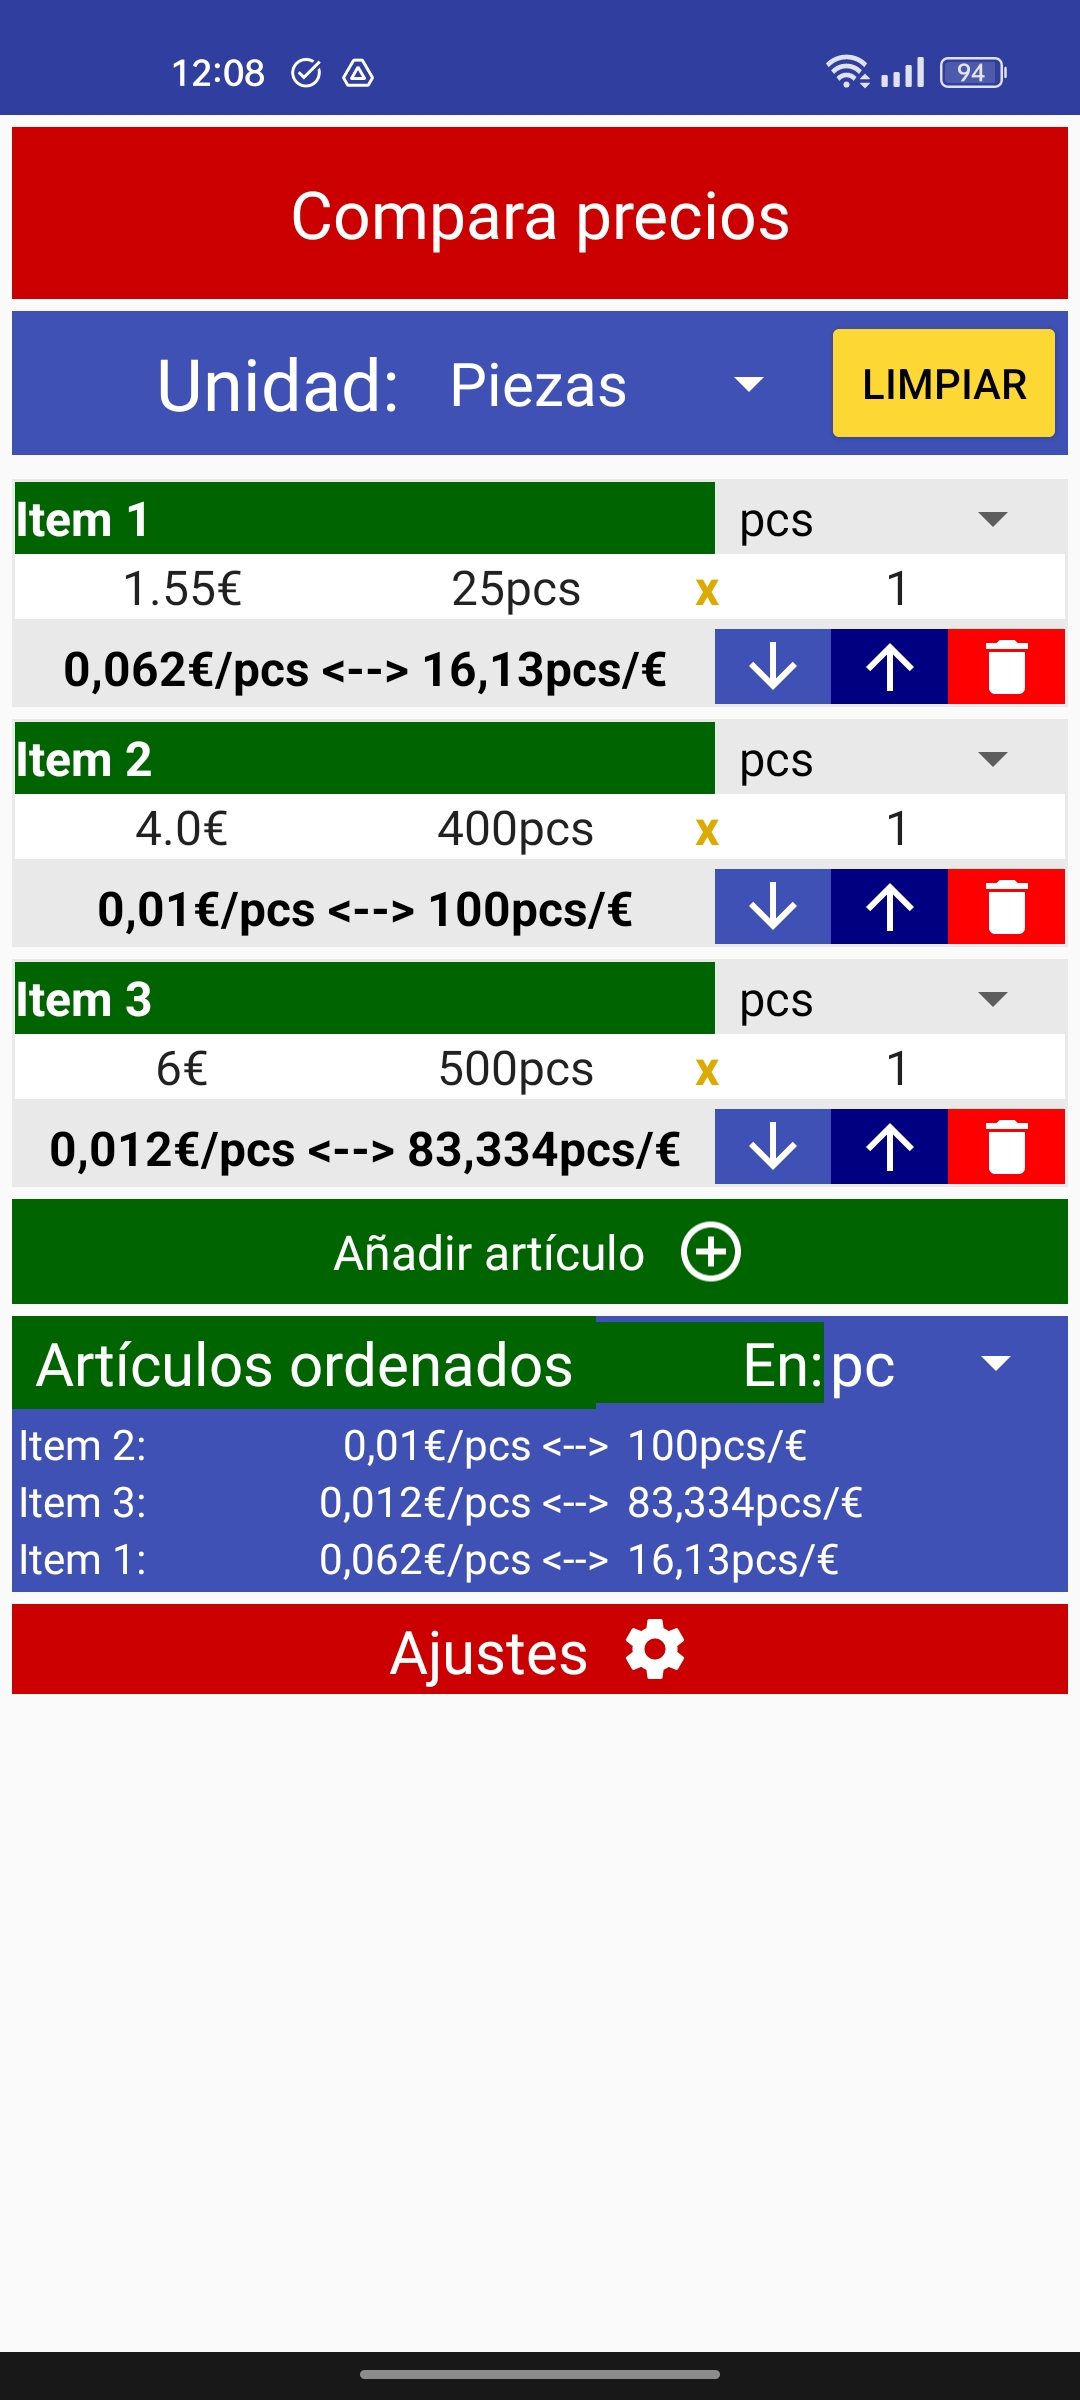 12:08 94
Compara precios
Unidad: Piezas LIMPIAR
Item 1 pcs
1.55€ 25pcs x 1
0,062€/pcs <--> 16,13pcs/€
Item 2 pcs
4.0€ 400pcs x 1
0,01€/pcs <--> 100pcs/€
Item 3 pcs
6€ 500pcs x 1
0,012€/pcs <--> 83,334pcs/€
Añadir artículo
Artículos ordenados En: pc
Item 2: 0,01€/pcs <--> 100pcs/€
Item 3: 0,012€/pcs <--> 83,334pcs/€
Item 1: 0,062€/pcs <--> 16,13pcs/€
Ajustes